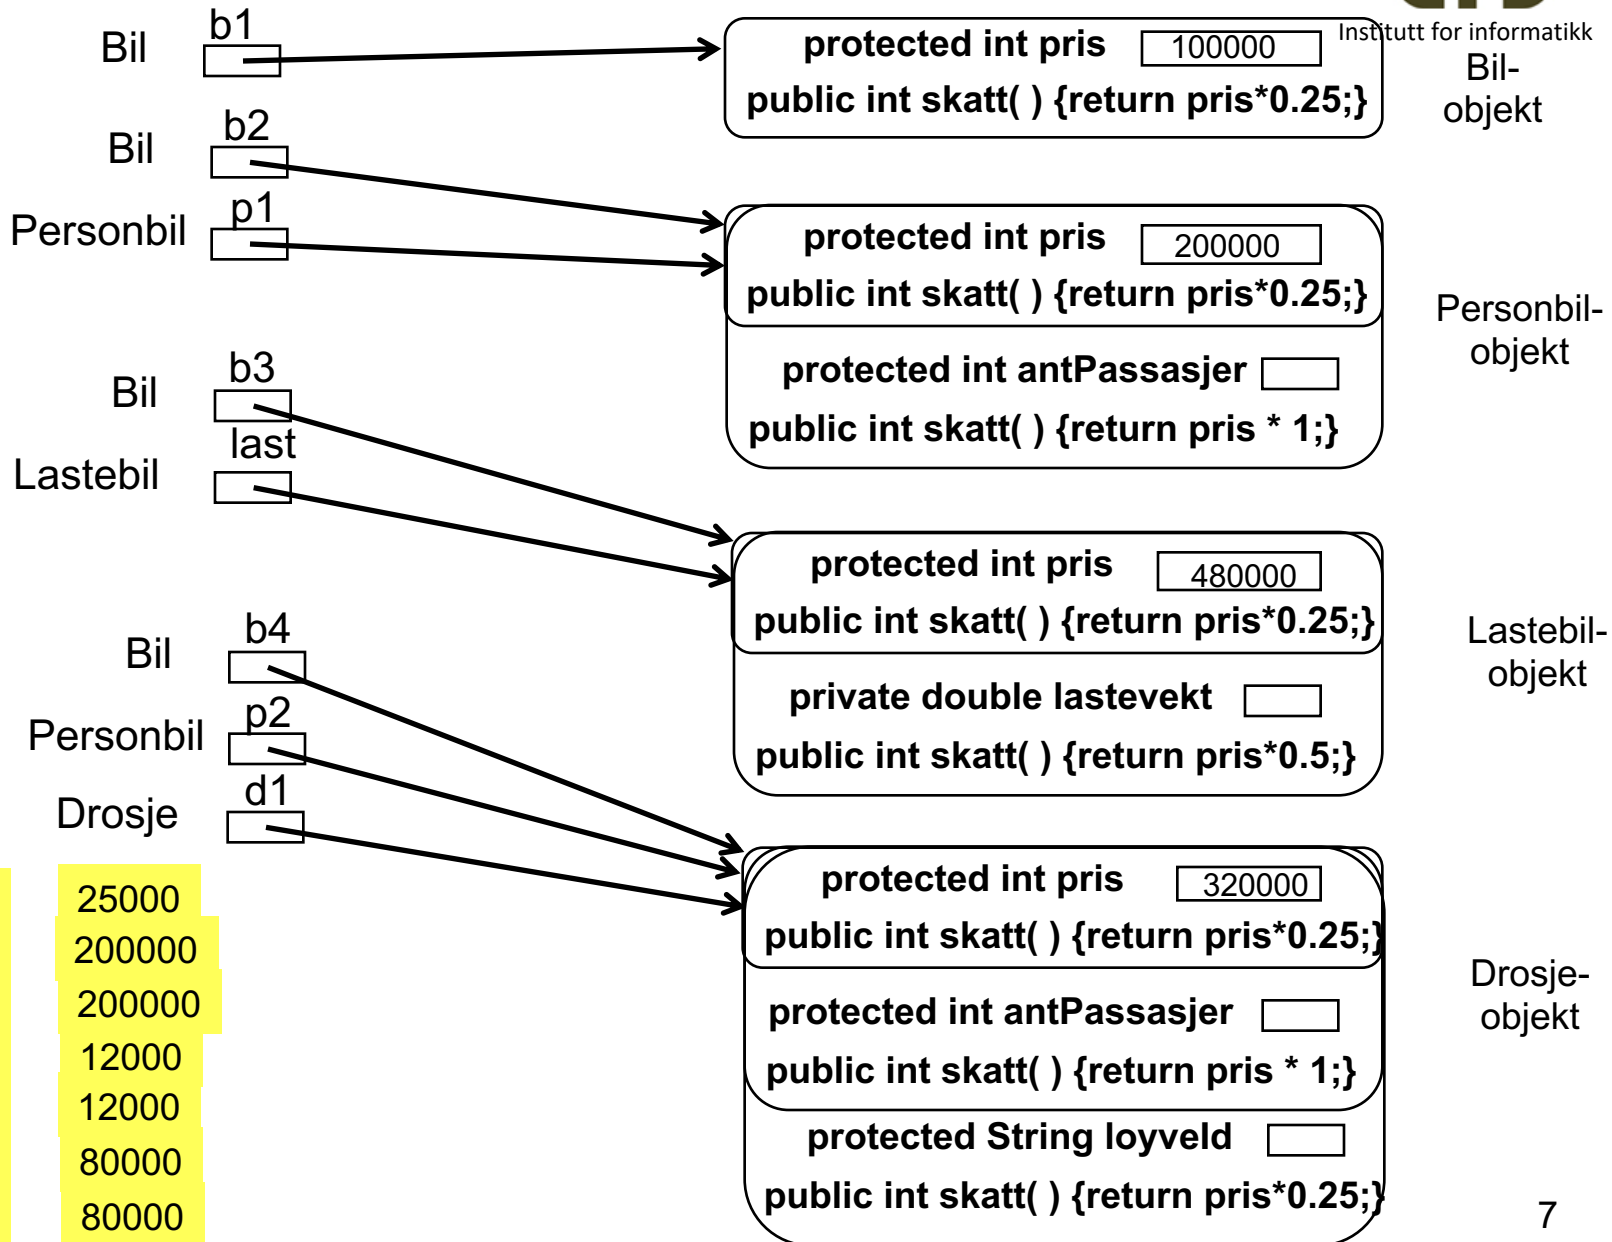 Institutt for informatikk
Bil
b1
protected int pris 100000
public int skatt( ) {return pris*0.25;}
Bil-
objekt
Bil
b2
Personbil
p1
protected int pris 200000
public int skatt( ) {return pris*0.25;}
protected int antPassasjer
public int skatt( ) {return pris * 1;}
Personbil-
objekt
Bil
b3
Lastebil
last
protected int pris 480000
public int skatt( ) {return pris*0.25;}
private double lastevekt
public int skatt( ) {return pris*0.5;}
Lastebil-
objekt
Bil
b4
Personbil
p2
Drosje
d1
protected int pris 320000
public int skatt( ) {return pris*0.25;}
protected int antPassasjer
public int skatt( ) {return pris * 1;}
protected String loyveld
public int skatt( ) {return pris*0.25;}
Drosje-
objekt
25000
200000
200000
12000
12000
80000
80000
7